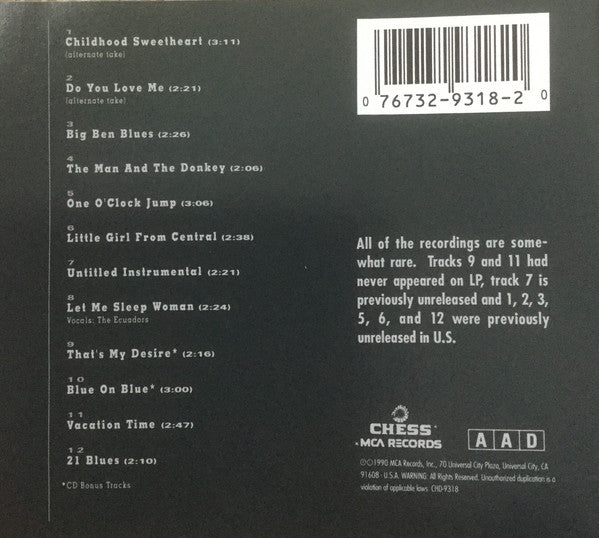 1
Childhood Sweetheart (3:11)
(alternate take)
2
Do You Love Me (2:21)
(alternate take)
3
Big Ben Blues (2:26)
4
The Man And The Donkey (2:06)
5
One O'Clock Jump (3:06)
6
Little Girl From Central (2:38)
7
Untitled Instrumental (2:21)
8
Let Me Sleep Woman (2:24)
Vocals: The Ecuadors
9
That's My Desire* (2:16)
10
Blue On Blue* (3:00)
11
Vacation Time (2:47)
12
21 Blues (2:10)
*CD Bonus Tracks
0 76732-9318-2 0
All of the recordings are some-
what rare. Tracks 9 and 11 had
never appeared on LP, track 7 is
previously unreleased and 1, 2, 3,
5, 6, and 12 were previously
unreleased in U.S.
CHESS
MCA RECORDS
AAD
℗©1990 MCA Records, Inc., 70 Universal City Plaza, Universal City, CA
91608 - U.S.A. WARNING: All Rights Reserved. Unauthorized duplication is a
violation of applicable laws. CHD-9318